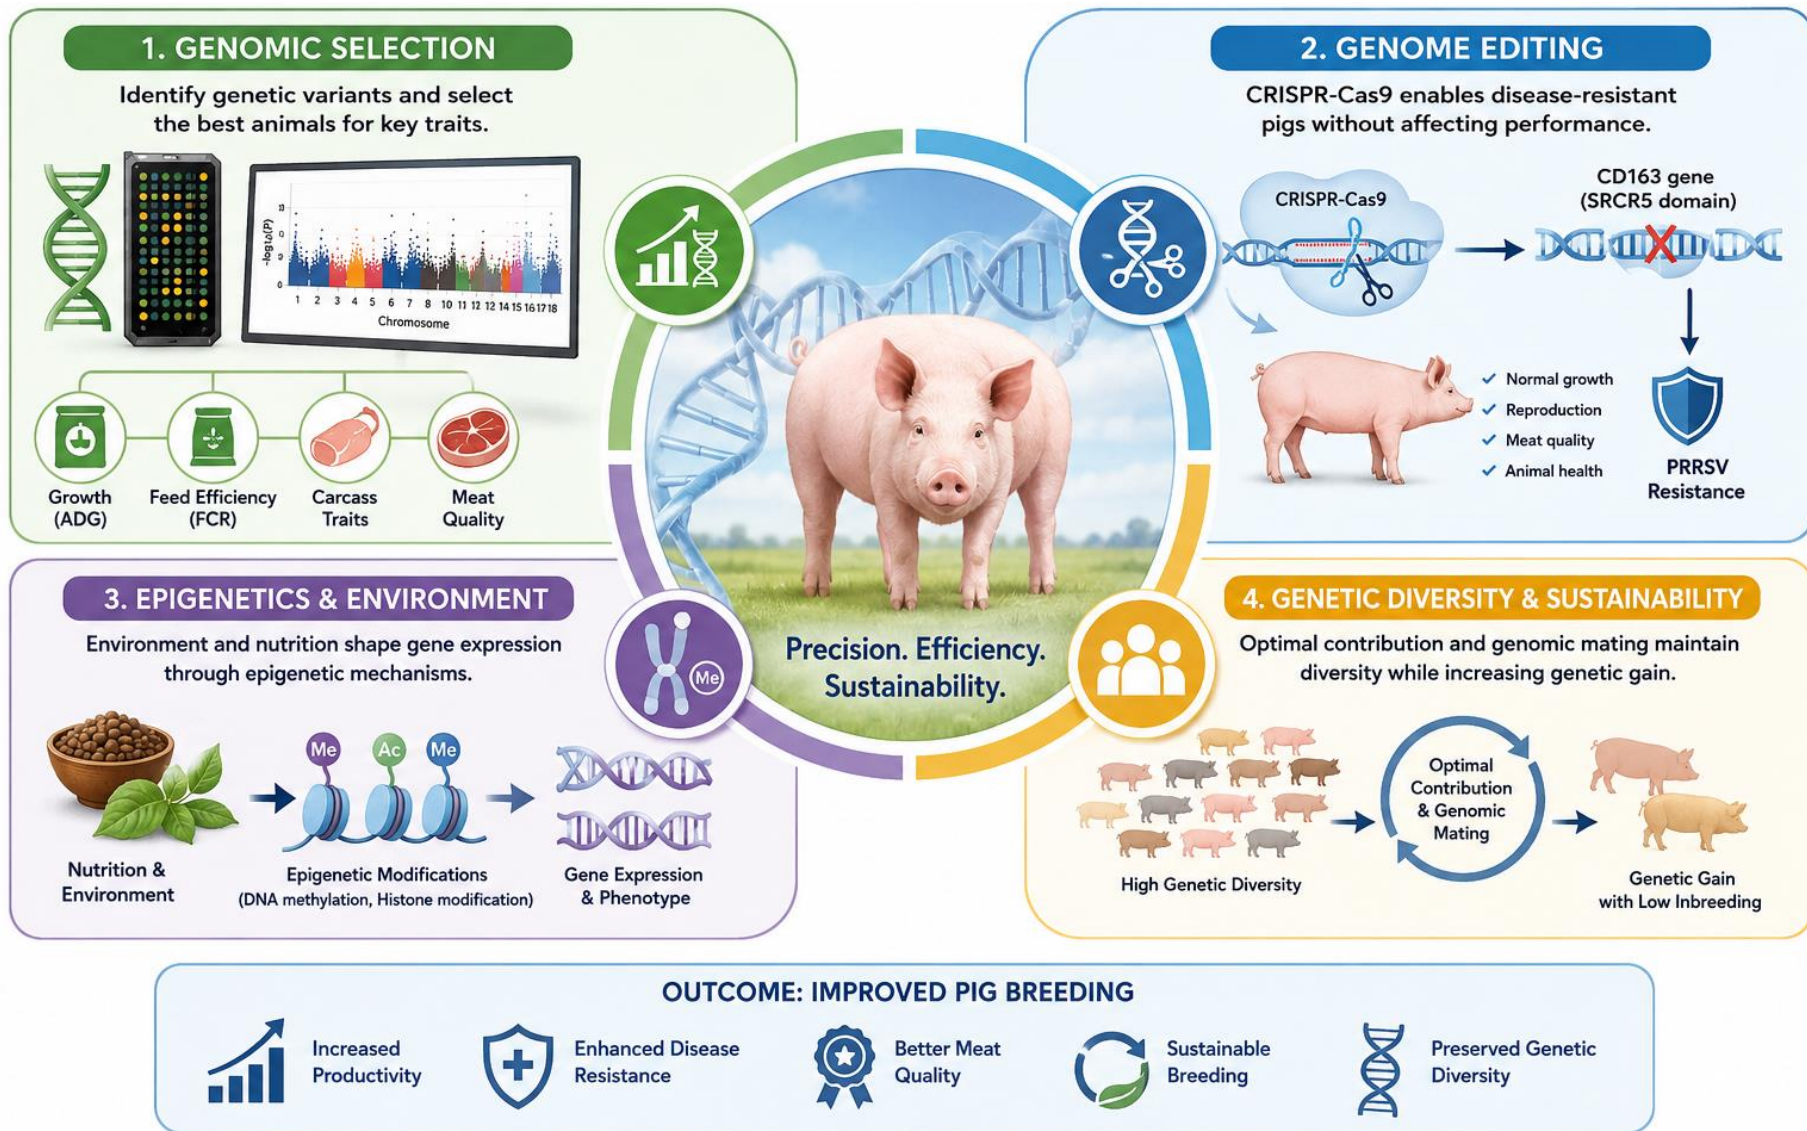 1. GENOMIC SELECTION
Identify genetic variants and select
the best animals for key traits.
Chromosome
1 2 3 4 5 6 7 8 10 11 12 12 14 15 16 17 18
Growth
(ADG)
Feed Efficiency
(FCR)
Carcass
Traits
Meat
Quality
2. GENOME EDITING
CRISPR-Cas9 enables disease-resistant
pigs without affecting performance.
CRISPR-Cas9
CD163 gene
(SRCR5 domain)
✓ Normal growth
✓ Reproduction
✓ Meat quality
✓ Animal health
PRRSV
Resistance
Precision. Efficiency.
Sustainability.
Me
3. EPIGENETICS & ENVIRONMENT
Environment and nutrition shape gene expression
through epigenetic mechanisms.
Me Ac Me
Nutrition &
Environment
Epigenetic Modifications
(DNA methylation, Histone modification)
Gene Expression
& Phenotype
4. GENETIC DIVERSITY & SUSTAINABILITY
Optimal contribution and genomic mating maintain
diversity while increasing genetic gain.
High Genetic Diversity
Optimal
Contribution
& Genomic
Mating
Genetic Gain
with Low Inbreeding
OUTCOME: IMPROVED PIG BREEDING
Increased
Productivity
Enhanced Disease
Resistance
Better Meat
Quality
Sustainable
Breeding
Preserved Genetic
Diversity